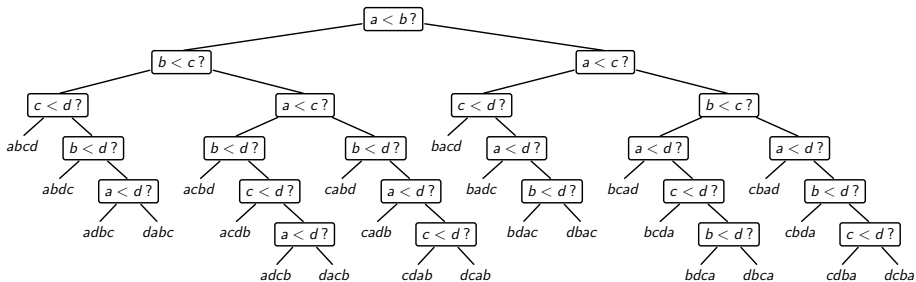 a < b ?
b < c ? a < c ?
c < d ? a < c ? c < d ? b < c ?
abcd b < d ? b < d ? b < d ? bacd a < d ? a < d ? a < d ?
abdc a < d ? acbd c < d ? cabd a < d ? badc b < d ? bcad c < d ? cbad b < d ?
adbc dabc acdb a < d ? cadb c < d ? bdac dbac bcda b < d ? cbda c < d ?
adcb dacb cdab dcab bdca dbca cdba dcba